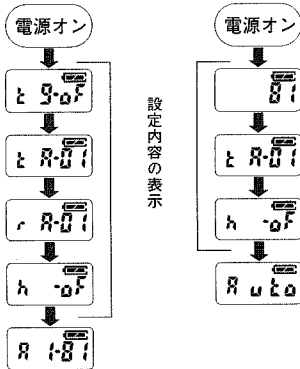 電源オン
t 9-oF
t A-01
r A-01
h -oF
A 1-81
設定内容の表示
電源オン
81
t A-01
h -oF
Auto